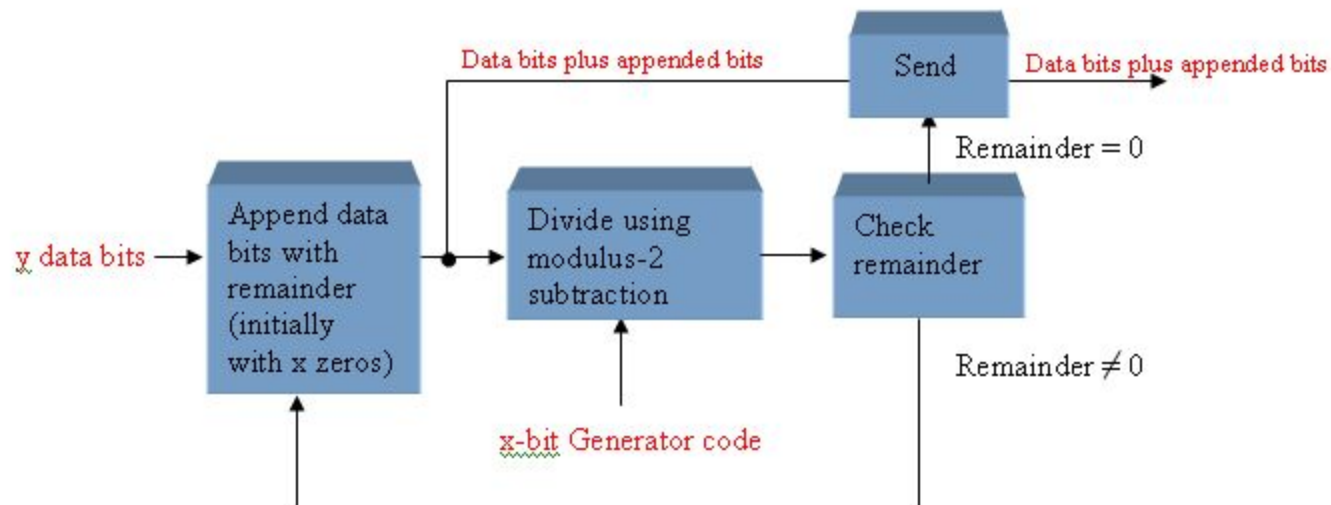 Data bits plus appended bits
Send
Data bits plus appended bits
Remainder = 0
y data bits
Append data
bits with
remainder
(initially
with x zeros)
Divide using
modulus-2
subtraction
Check
remainder
Remainder ≠ 0
x-bit Generator code